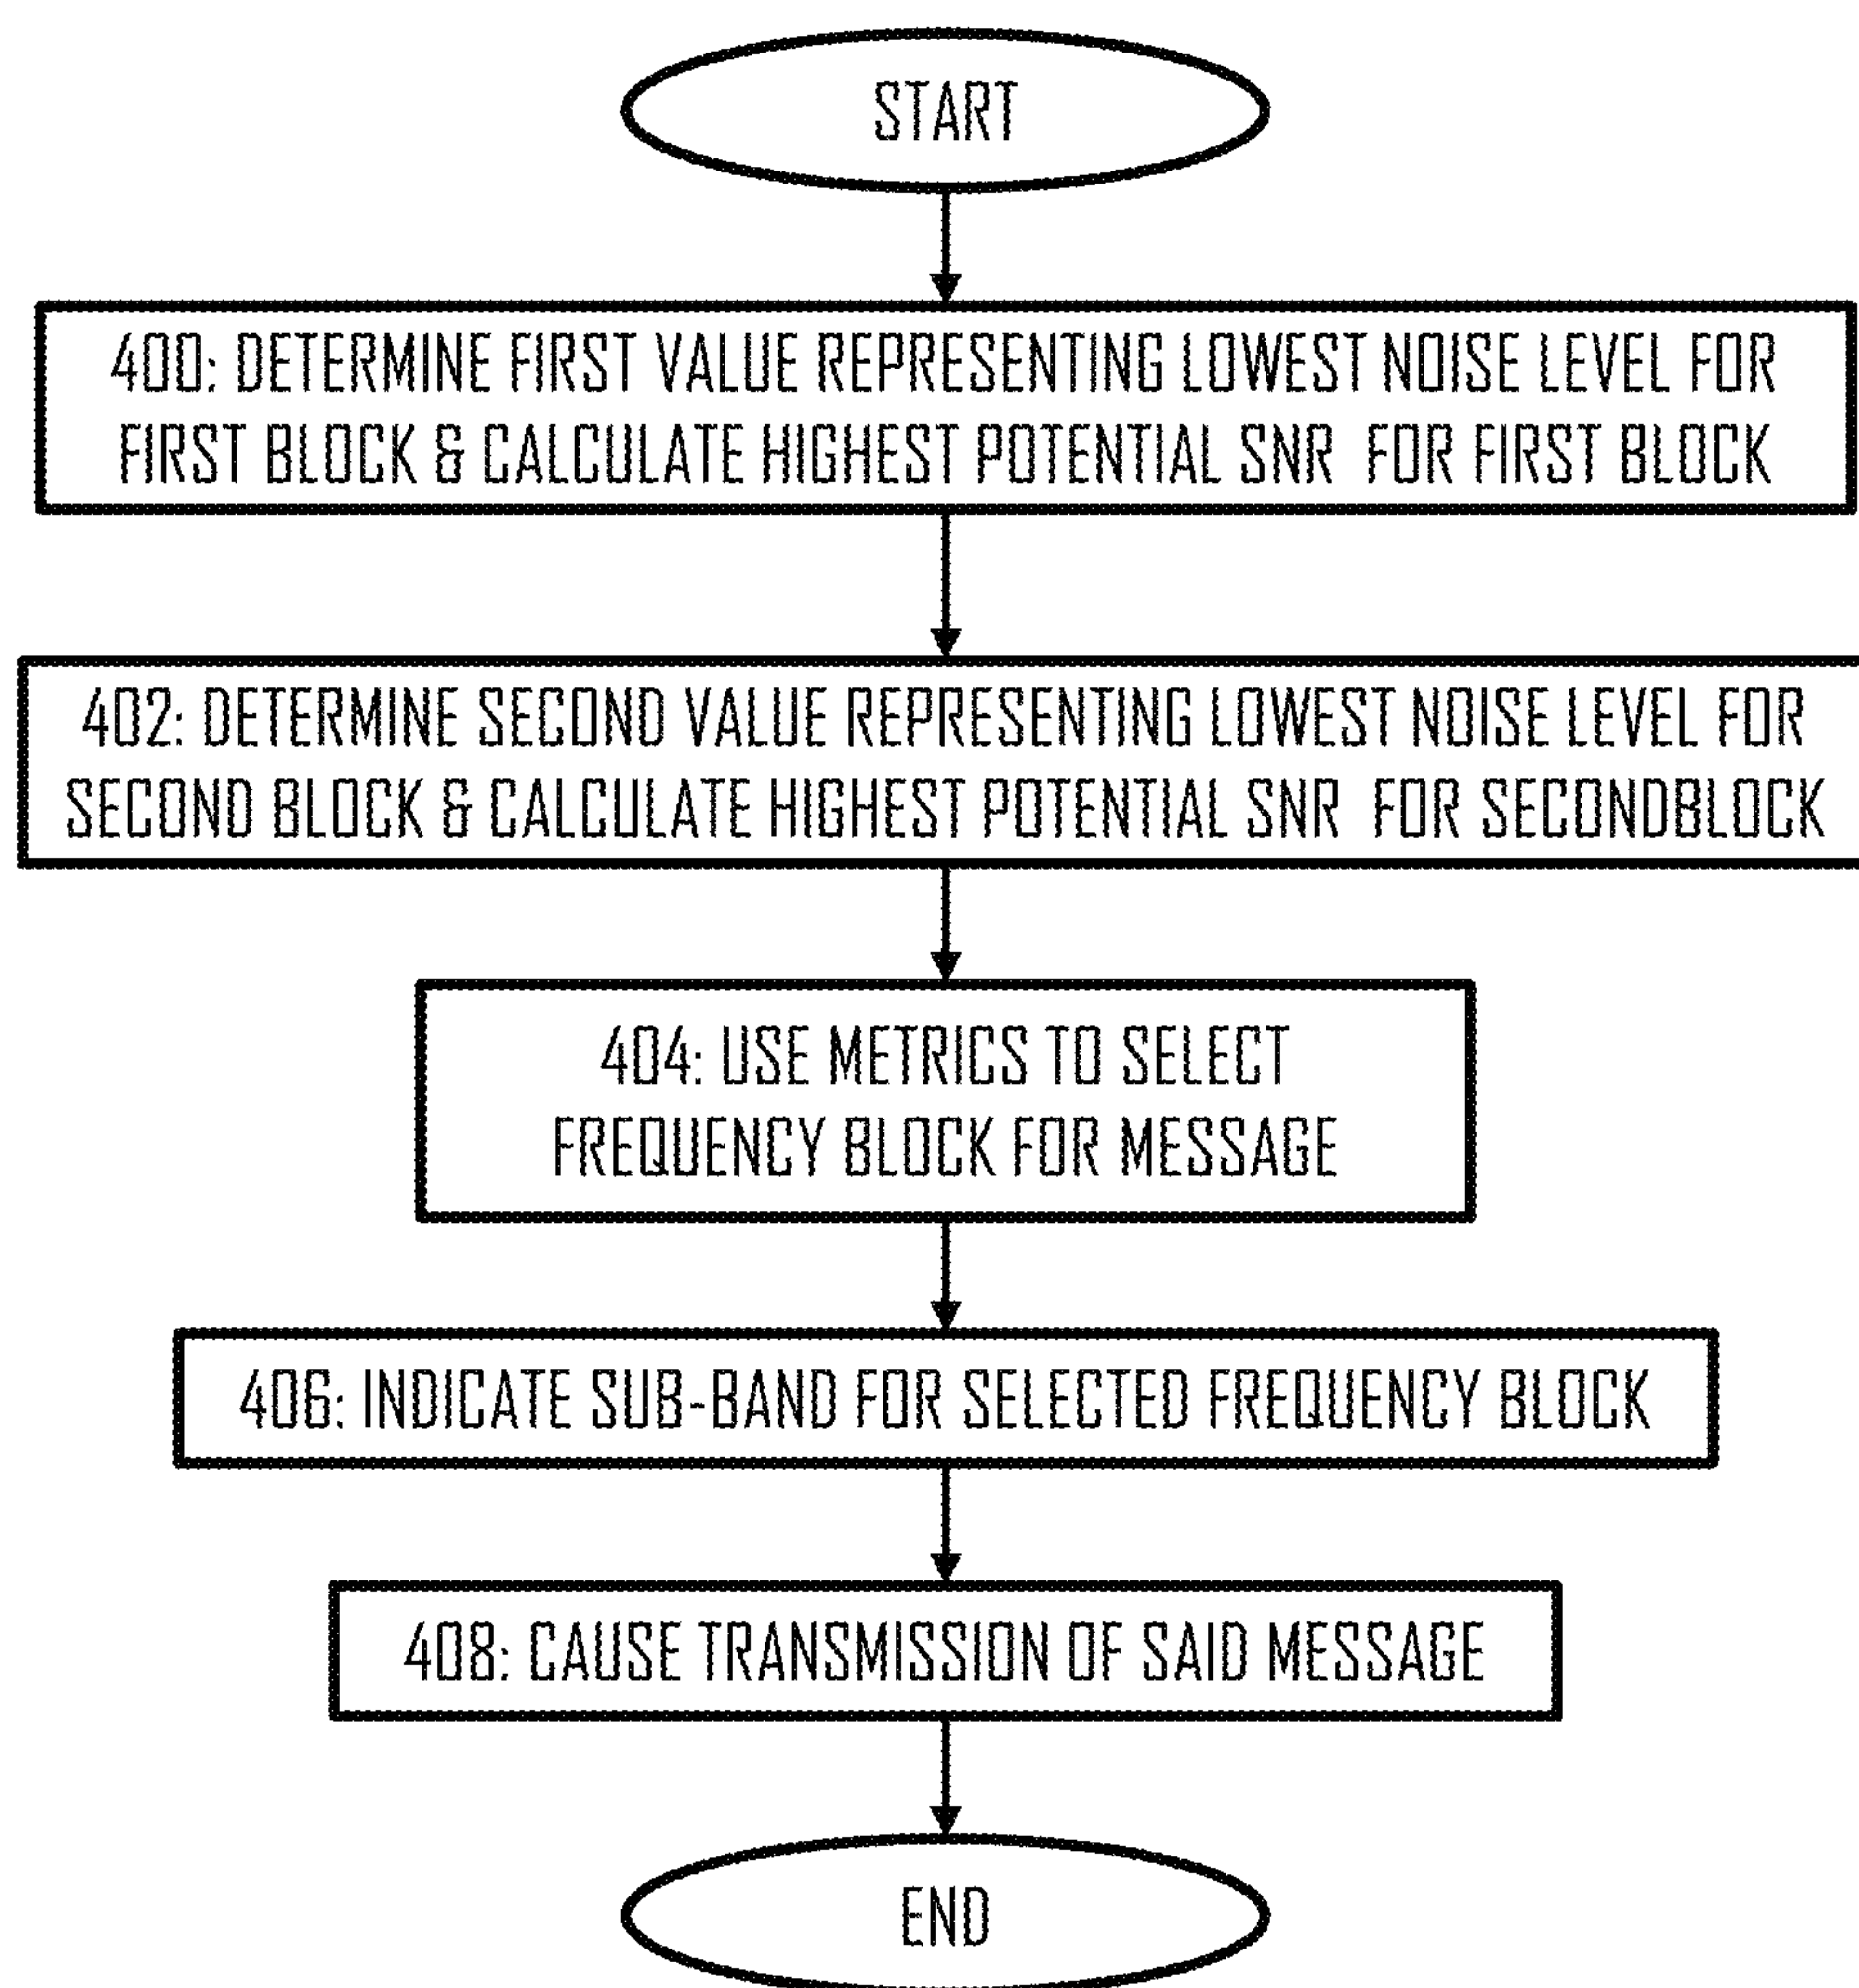 START
400: DETERMINE FIRST VALUE REPRESENTING LOWEST NOISE LEVEL FOR
FIRST BLOCK & CALCULATE HIGHEST POTENTIAL SNR FOR FIRST BLOCK
402: DETERMINE SECOND VALUE REPRESENTING LOWEST NOISE LEVEL FOR
SECOND BLOCK & CALCULATE HIGHEST POTENTIAL SNR FOR SECONDBLOCK
404: USE METRICS TO SELECT
FREQUENCY BLOCK FOR MESSAGE
406: INDICATE SUB-BAND FOR SELECTED FREQUENCY BLOCK
408: CAUSE TRANSMISSION OF SAID MESSAGE
END